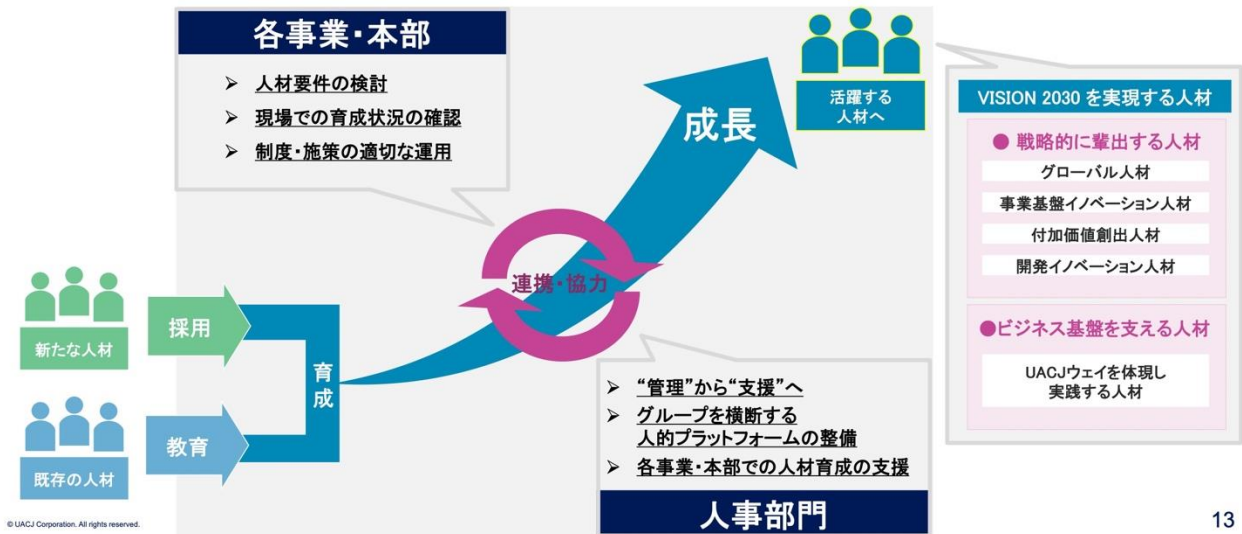 各事業・本部
➢ 人材要件の検討
➢ 現場での育成状況の確認
➢ 制度・施策の適切な運用
成長
活躍する
人材へ
連携・協力
新たな人材
採用
育成
既存の人材
教育
➢ “管理”から“支援”へ
➢ グループを横断する
人的プラットフォームの整備
➢ 各事業・本部での人材育成の支援
人事部門
VISION 2030 を実現する人材
● 戦略的に輩出する人材
グローバル人材
事業基盤イノベーション人材
付加価値創出人材
開発イノベーション人材
●ビジネス基盤を支える人材
UACJウェイを体現し
実践する人材
© UACJ Corporation. All rights reserved.
13